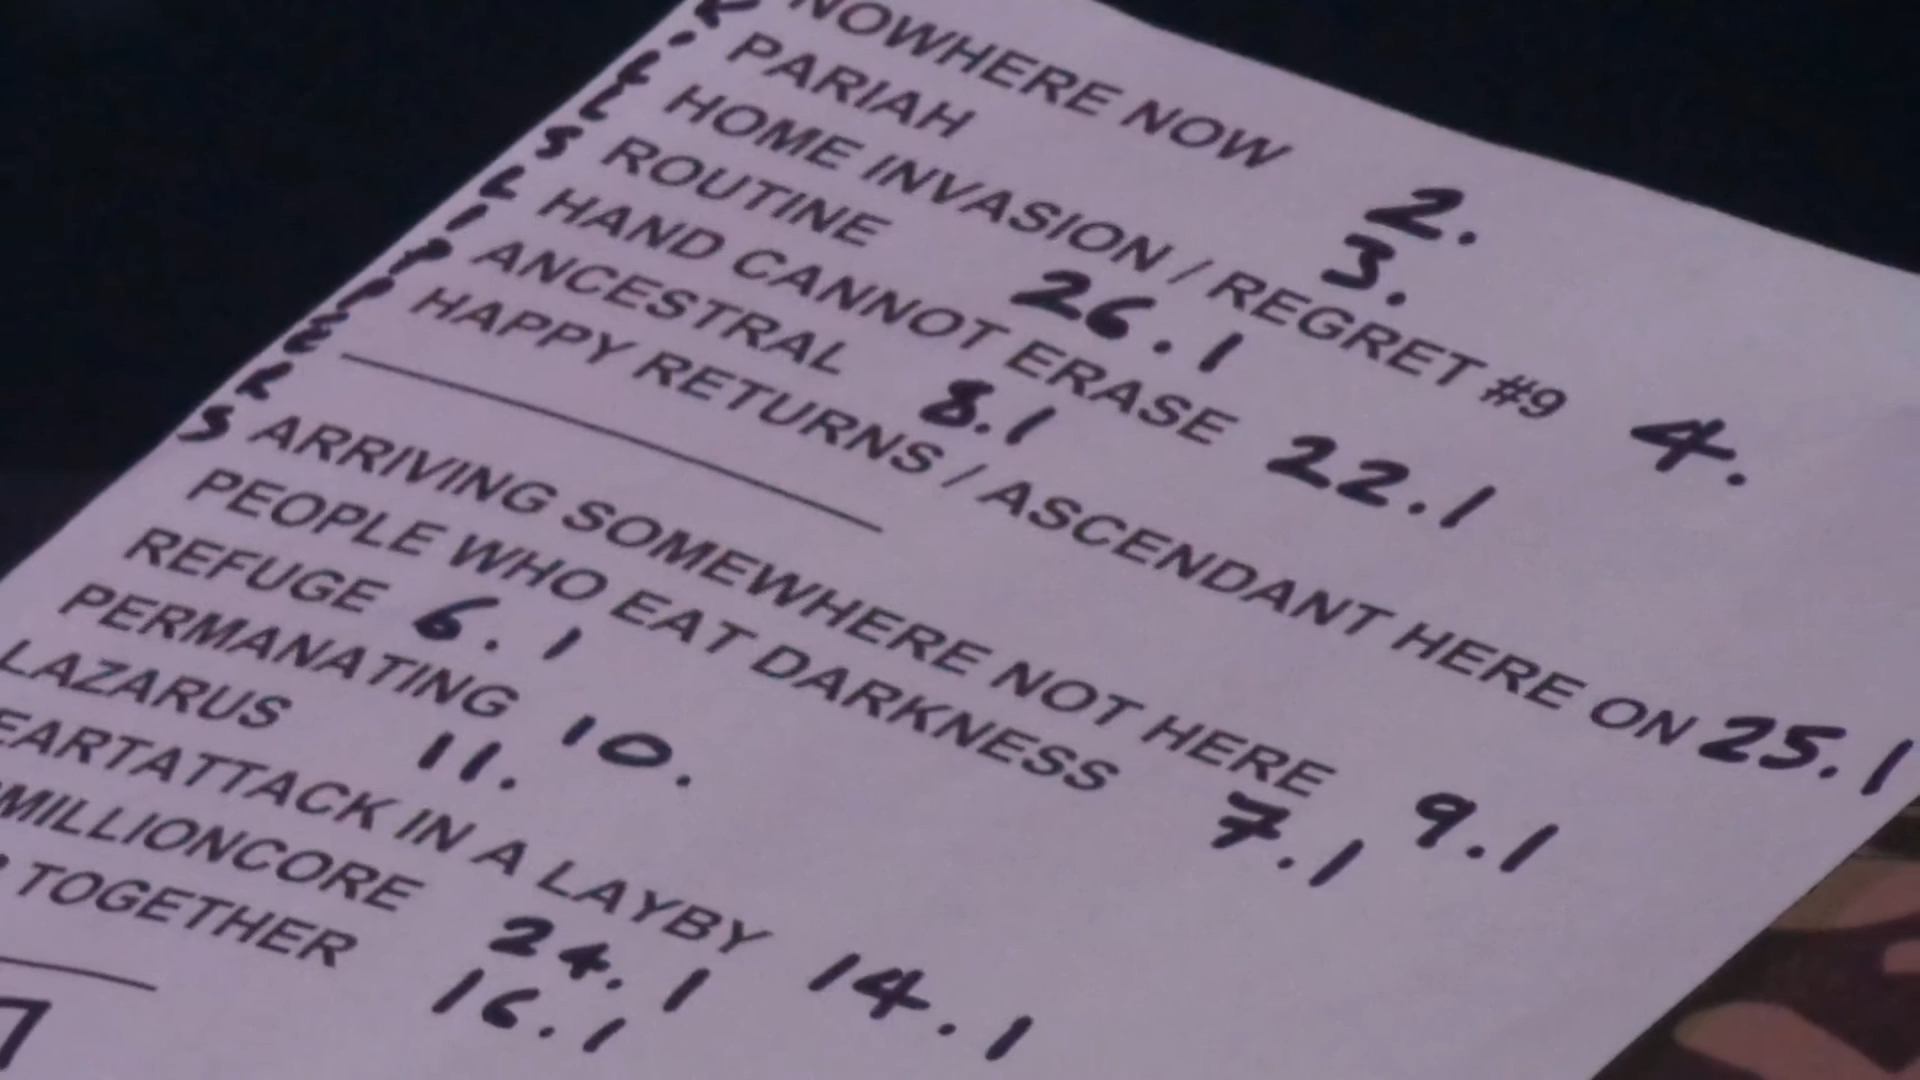 NOWHERE NOW 2.
PARIAH 3.
HOME INVASION / REGRET #9 4.
ROUTINE 26.1
HAND CANNOT ERASE 22.1
ANCESTRAL 8.1
HAPPY RETURNS / ASCENDANT HERE ON 25.1
ARRIVING SOMEWHERE NOT HERE 9.1
PEOPLE WHO EAT DARKNESS 7.1
REFUGE 6.1
PERMANATING 10.
LAZARUS 11.
EARTATTACK IN A LAYBY 14.1
MILLIONCORE 24.1
TOGETHER 16.1
SLIPPERS